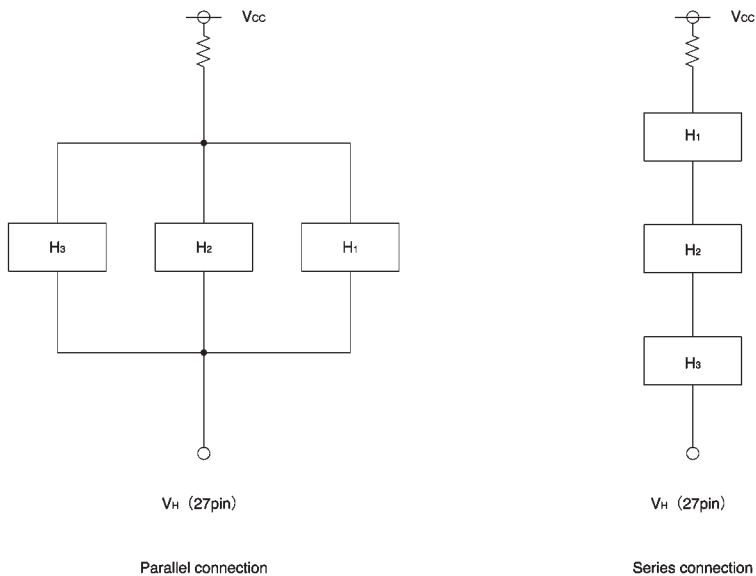 Vcc
H3
H2
H1
VH (27pin)
Parallel connection
Vcc
H1
H2
H3
VH (27pin)
Series connection